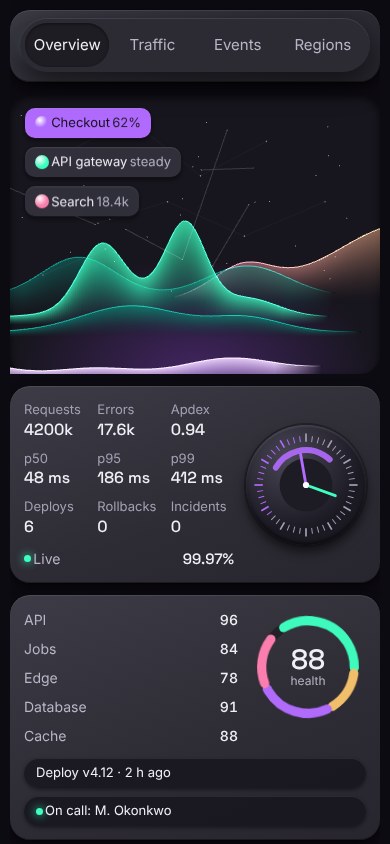 Overview Traffic Events Regions
Checkout 62%
API gateway steady
Search 18.4k
Requests Errors Apdex
4200k 17.6k 0.94
p50 p95 p99
48 ms 186 ms 412 ms
Deploys Rollbacks Incidents
6 0 0
Live 99.97%
API 96
Jobs 84
Edge 78
Database 91
Cache 88
88
health
Deploy v4.12 · 2 h ago
On call: M. Okonkwo